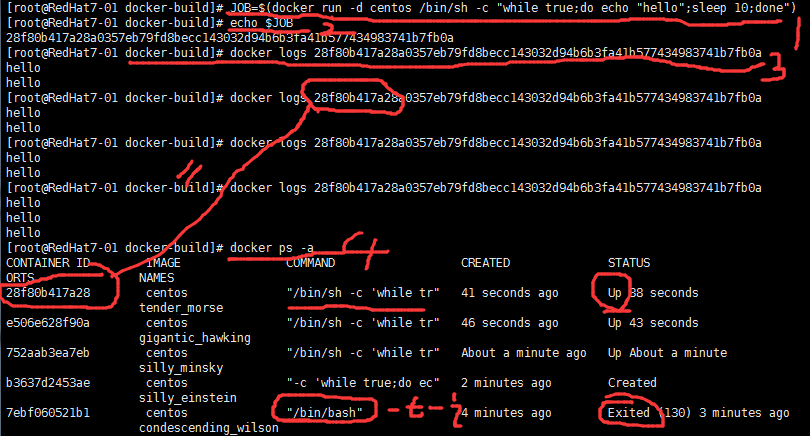 [root@RedHat7-01 docker-build]# JOB=$(docker run -d centos /bin/sh -c "while true;do echo "hello";sleep 10;done")
1
[root@RedHat7-01 docker-build]# echo $JOB
2
28f80b417a28a0357eb79fd8becc143032d94b6b3fa41b577434983741b7fb0a
[root@RedHat7-01 docker-build]# docker logs 28f80b417a28a0357eb79fd8becc143032d94b6b3fa41b577434983741b7fb0a
3
hello
hello
[root@RedHat7-01 docker-build]# docker logs 28f80b417a28a0357eb79fd8becc143032d94b6b3fa41b577434983741b7fb0a
hello
hello
[root@RedHat7-01 docker-build]# docker logs 28f80b417a28a0357eb79fd8becc143032d94b6b3fa41b577434983741b7fb0a
hello
hello
[root@RedHat7-01 docker-build]# docker logs 28f80b417a28a0357eb79fd8becc143032d94b6b3fa41b577434983741b7fb0a
hello
hello
hello
[root@RedHat7-01 docker-build]# docker ps -a
4
CONTAINER ID IMAGE COMMAND CREATED STATUS
ORTS NAMES
28f80b417a28 centos "/bin/sh -c 'while tr" 41 seconds ago Up 38 seconds
tender_morse
e506e628f90a centos "/bin/sh -c 'while tr" 46 seconds ago Up 43 seconds
gigantic_hawking
752aab3ea7eb centos "/bin/sh -c 'while tr" About a minute ago Up About a minute
silly_minsky
b3637d2453ae centos "-c 'while true;do ec" 2 minutes ago Created
silly_einstein
7ebf060521b1 centos "/bin/bash" -t-i 4 minutes ago Exited (130) 3 minutes ago
condescending_wilson